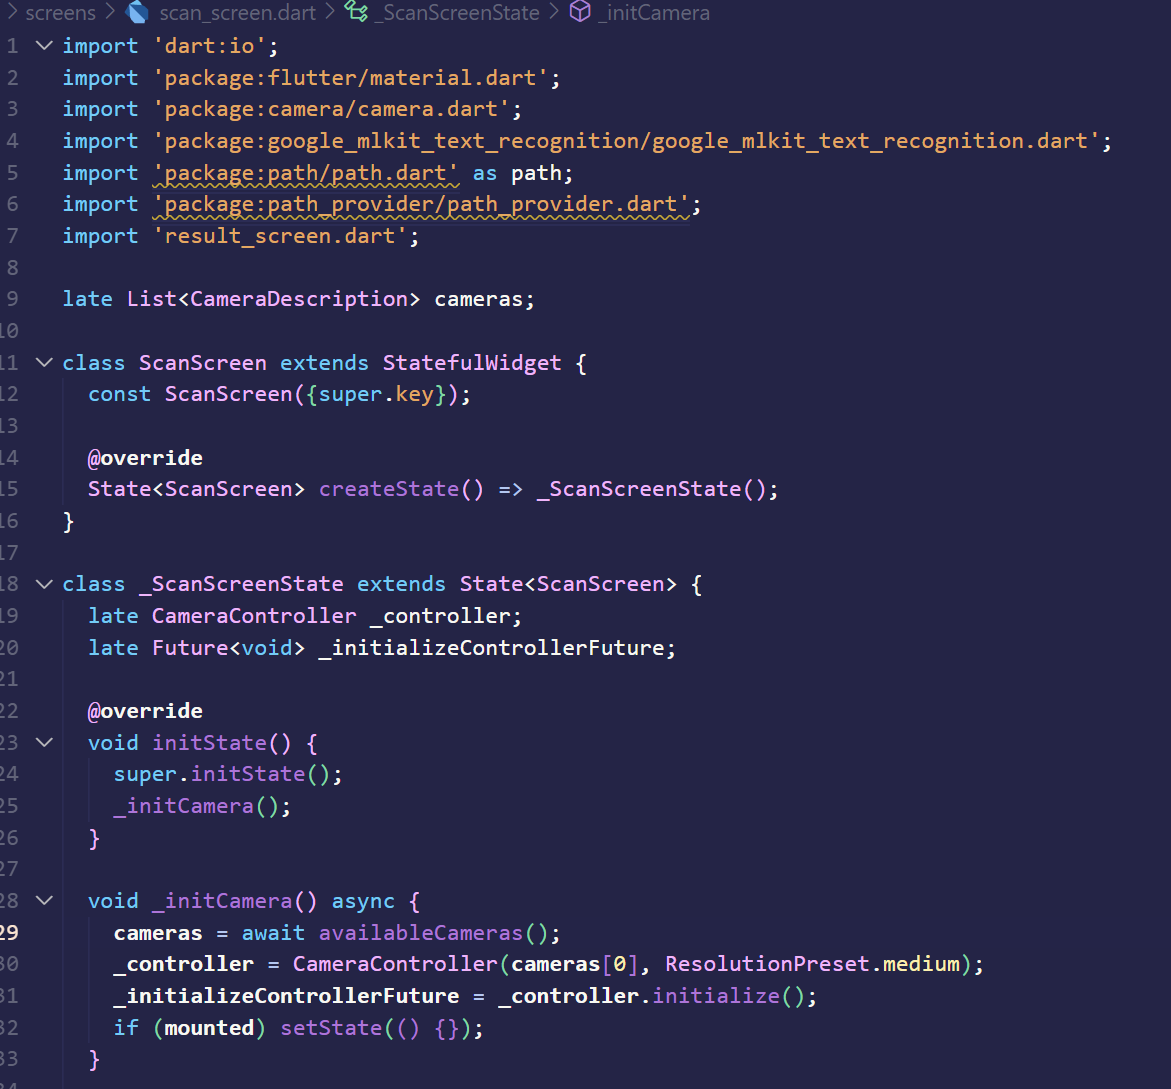 screens > scan_screen.dart > _ScanScreenState > _initCamera
1 import 'dart:io';
2 import 'package:flutter/material.dart';
3 import 'package:camera/camera.dart';
4 import 'package:google_mlkit_text_recognition/google_mlkit_text_recognition.dart';
5 import 'package:path/path.dart' as path;
6 import 'package:path_provider/path_provider.dart';
7 import 'result_screen.dart';
8
9 late List<CameraDescription> cameras;
10
11 class ScanScreen extends StatefulWidget {
12   const ScanScreen({super.key});
13
14   @override
15   State<ScanScreen> createState() => _ScanScreenState();
16 }
17
18 class _ScanScreenState extends State<ScanScreen> {
19   late CameraController _controller;
20   late Future<void> _initializeControllerFuture;
21
22   @override
23   void initState() {
24     super.initState();
25     _initCamera();
26   }
27
28   void _initCamera() async {
29     cameras = await availableCameras();
30     _controller = CameraController(cameras[0], ResolutionPreset.medium);
31     _initializeControllerFuture = _controller.initialize();
32     if (mounted) setState(() {});
33   }